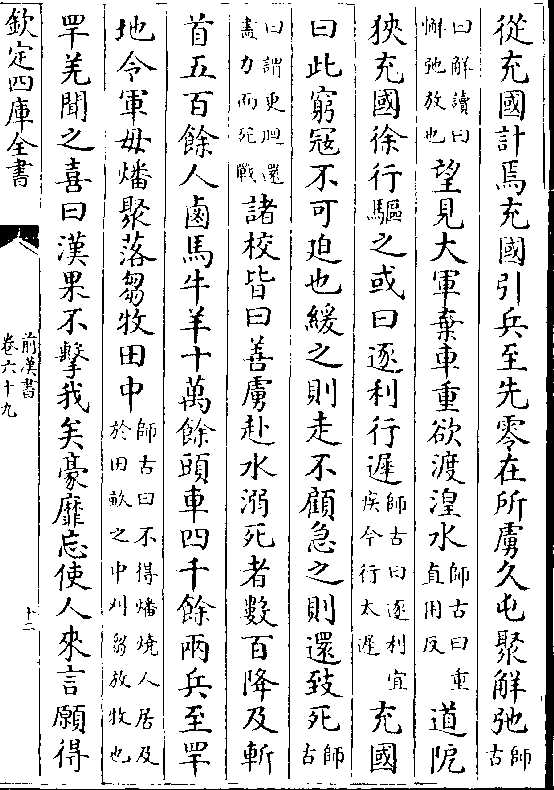 從充國計焉充國引兵至先零在所虜久屯聚解弛師古
曰解讀曰懈弛放也望見大軍棄車重欲渡湟水師古曰重直用反道阨
狹充國徐行驅之或曰逐利行遲師古曰逐利宜疾今行太遲充國
曰此窮寇不可迫也緩之則走不顧急之則還致死師古
曰謂更囬還盡力而死戰諸校皆曰善虜赴水溺死者數百降及斬
首五百餘人鹵馬牛羊十萬餘頭車四千餘兩兵至䍐
地令軍毋燔聚落芻牧田中師古曰不得燔燒人居及於田畝之中刈芻放牧也
䍐羌聞之喜曰漢果不擊我矣豪靡忘使人來言願得
欽定四庫全書
前漢書
卷六十九
十二